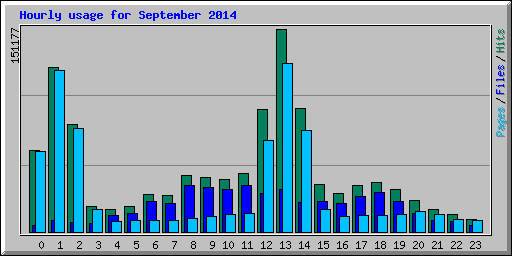 Hourly usage for September 2014
151177
Pages / Files / Hits
0 1 2 3 4 5 6 7 8 9 10 11 12 13 14 15 16 17 18 19 20 21 22 23